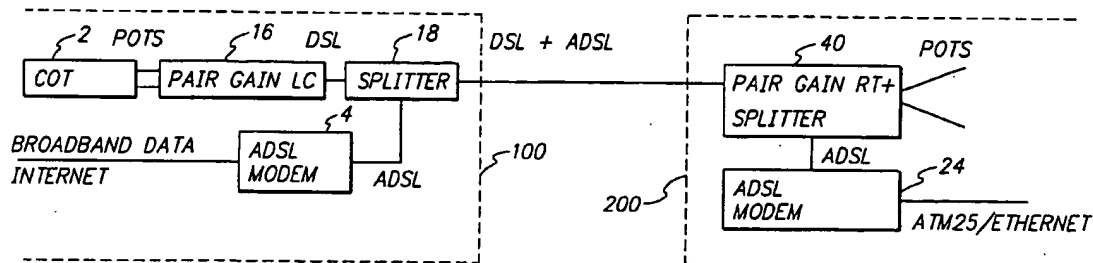 2 POTS 16 DSL 18 DSL + ADSL
COT
PAIR GAIN LC
SPLITTER
40 POTS
PAIR GAIN RT+
SPLITTER
BROADBAND DATA
INTERNET
4
ADSL
MODEM
ADSL
100
200
ADSL
24
ADSL
MODEM
ATM25/ETHERNET